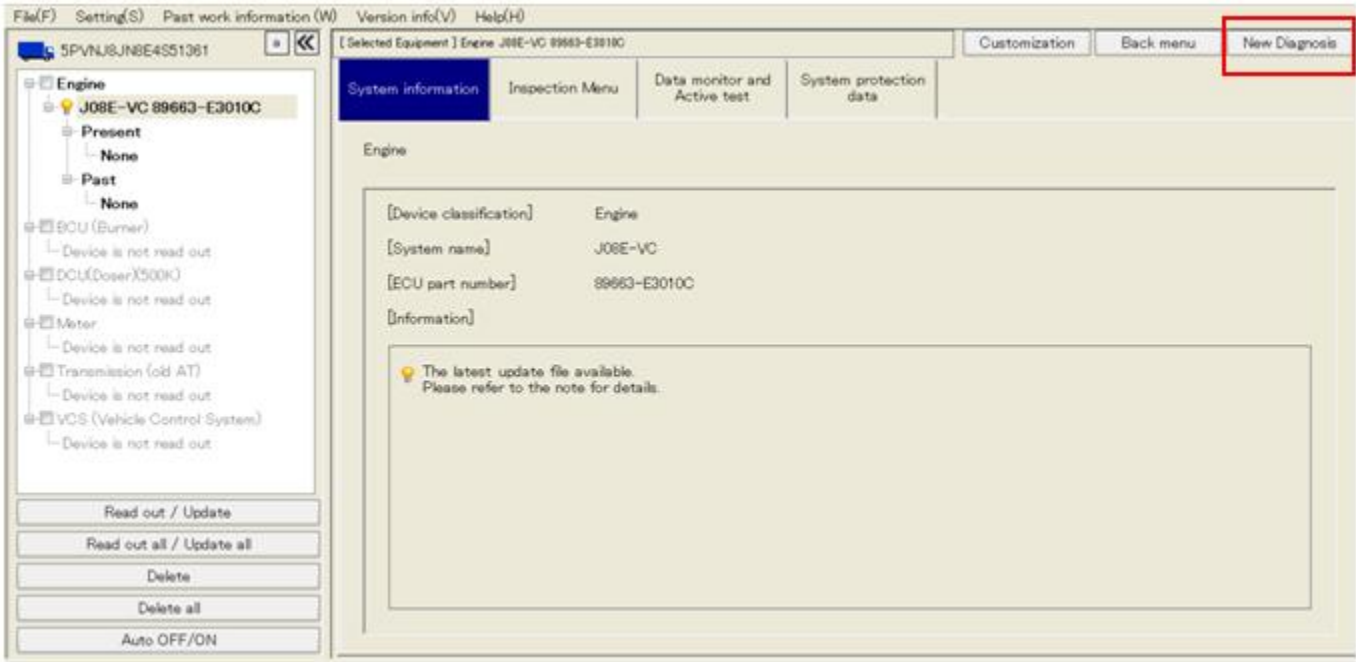 File(F) Setting(S) Past work information (W) Version info(V) Help(H)
5PVNJ8JN8E4S51361
[ Selected Equipment ] Engine J08E-VC 89663-E3010C
Customization
Back menu
New Diagnosis
Engine
J08E-VC 89663-E3010C
Present
None
Past
None
BCU (Burner)
Device is not read out
DCU(Doser)(500K)
Device is not read out
Meter
Device is not read out
Transmission (old AT)
Device is not read out
VCS (Vehicle Control System)
Device is not read out
Read out / Update
Read out all / Update all
Delete
Delete all
Auto OFF/ON
System information
Inspection Menu
Data monitor and
Active test
System protection
data
Engine
[Device classification] Engine
[System name] J08E-VC
[ECU part number] 89663-E3010C
[Information]
The latest update file available.
Please refer to the note for details.